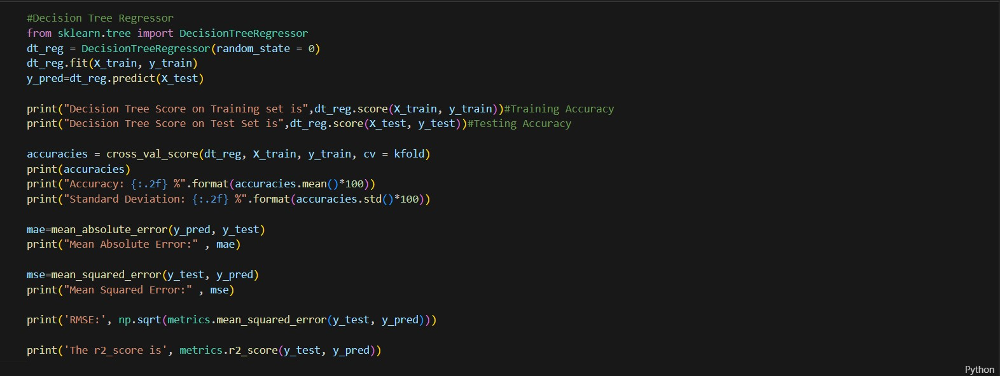 #Decision Tree Regressor
from sklearn.tree import DecisionTreeRegressor
dt_reg = DecisionTreeRegressor(random_state = 0)
dt_reg.fit(X_train, y_train)
y_pred=dt_reg.predict(X_test)
print("Decision Tree Score on Training set is",dt_reg.score(X_train, y_train))#Training Accuracy
print("Decision Tree Score on Test Set is",dt_reg.score(X_test, y_test))#Testing Accuracy
accuracies = cross_val_score(dt_reg, X_train, y_train, cv = kfold)
print(accuracies)
print("Accuracy: {:.2f} %".format(accuracies.mean()*100))
print("Standard Deviation: {:.2f} %".format(accuracies.std()*100))
mae=mean_absolute_error(y_pred, y_test)
print("Mean Absolute Error:" , mae)
mse=mean_squared_error(y_test, y_pred)
print("Mean Squared Error:" , mse)
print('RMSE:', np.sqrt(metrics.mean_squared_error(y_test, y_pred)))
print('The r2_score is', metrics.r2_score(y_test, y_pred))
Python